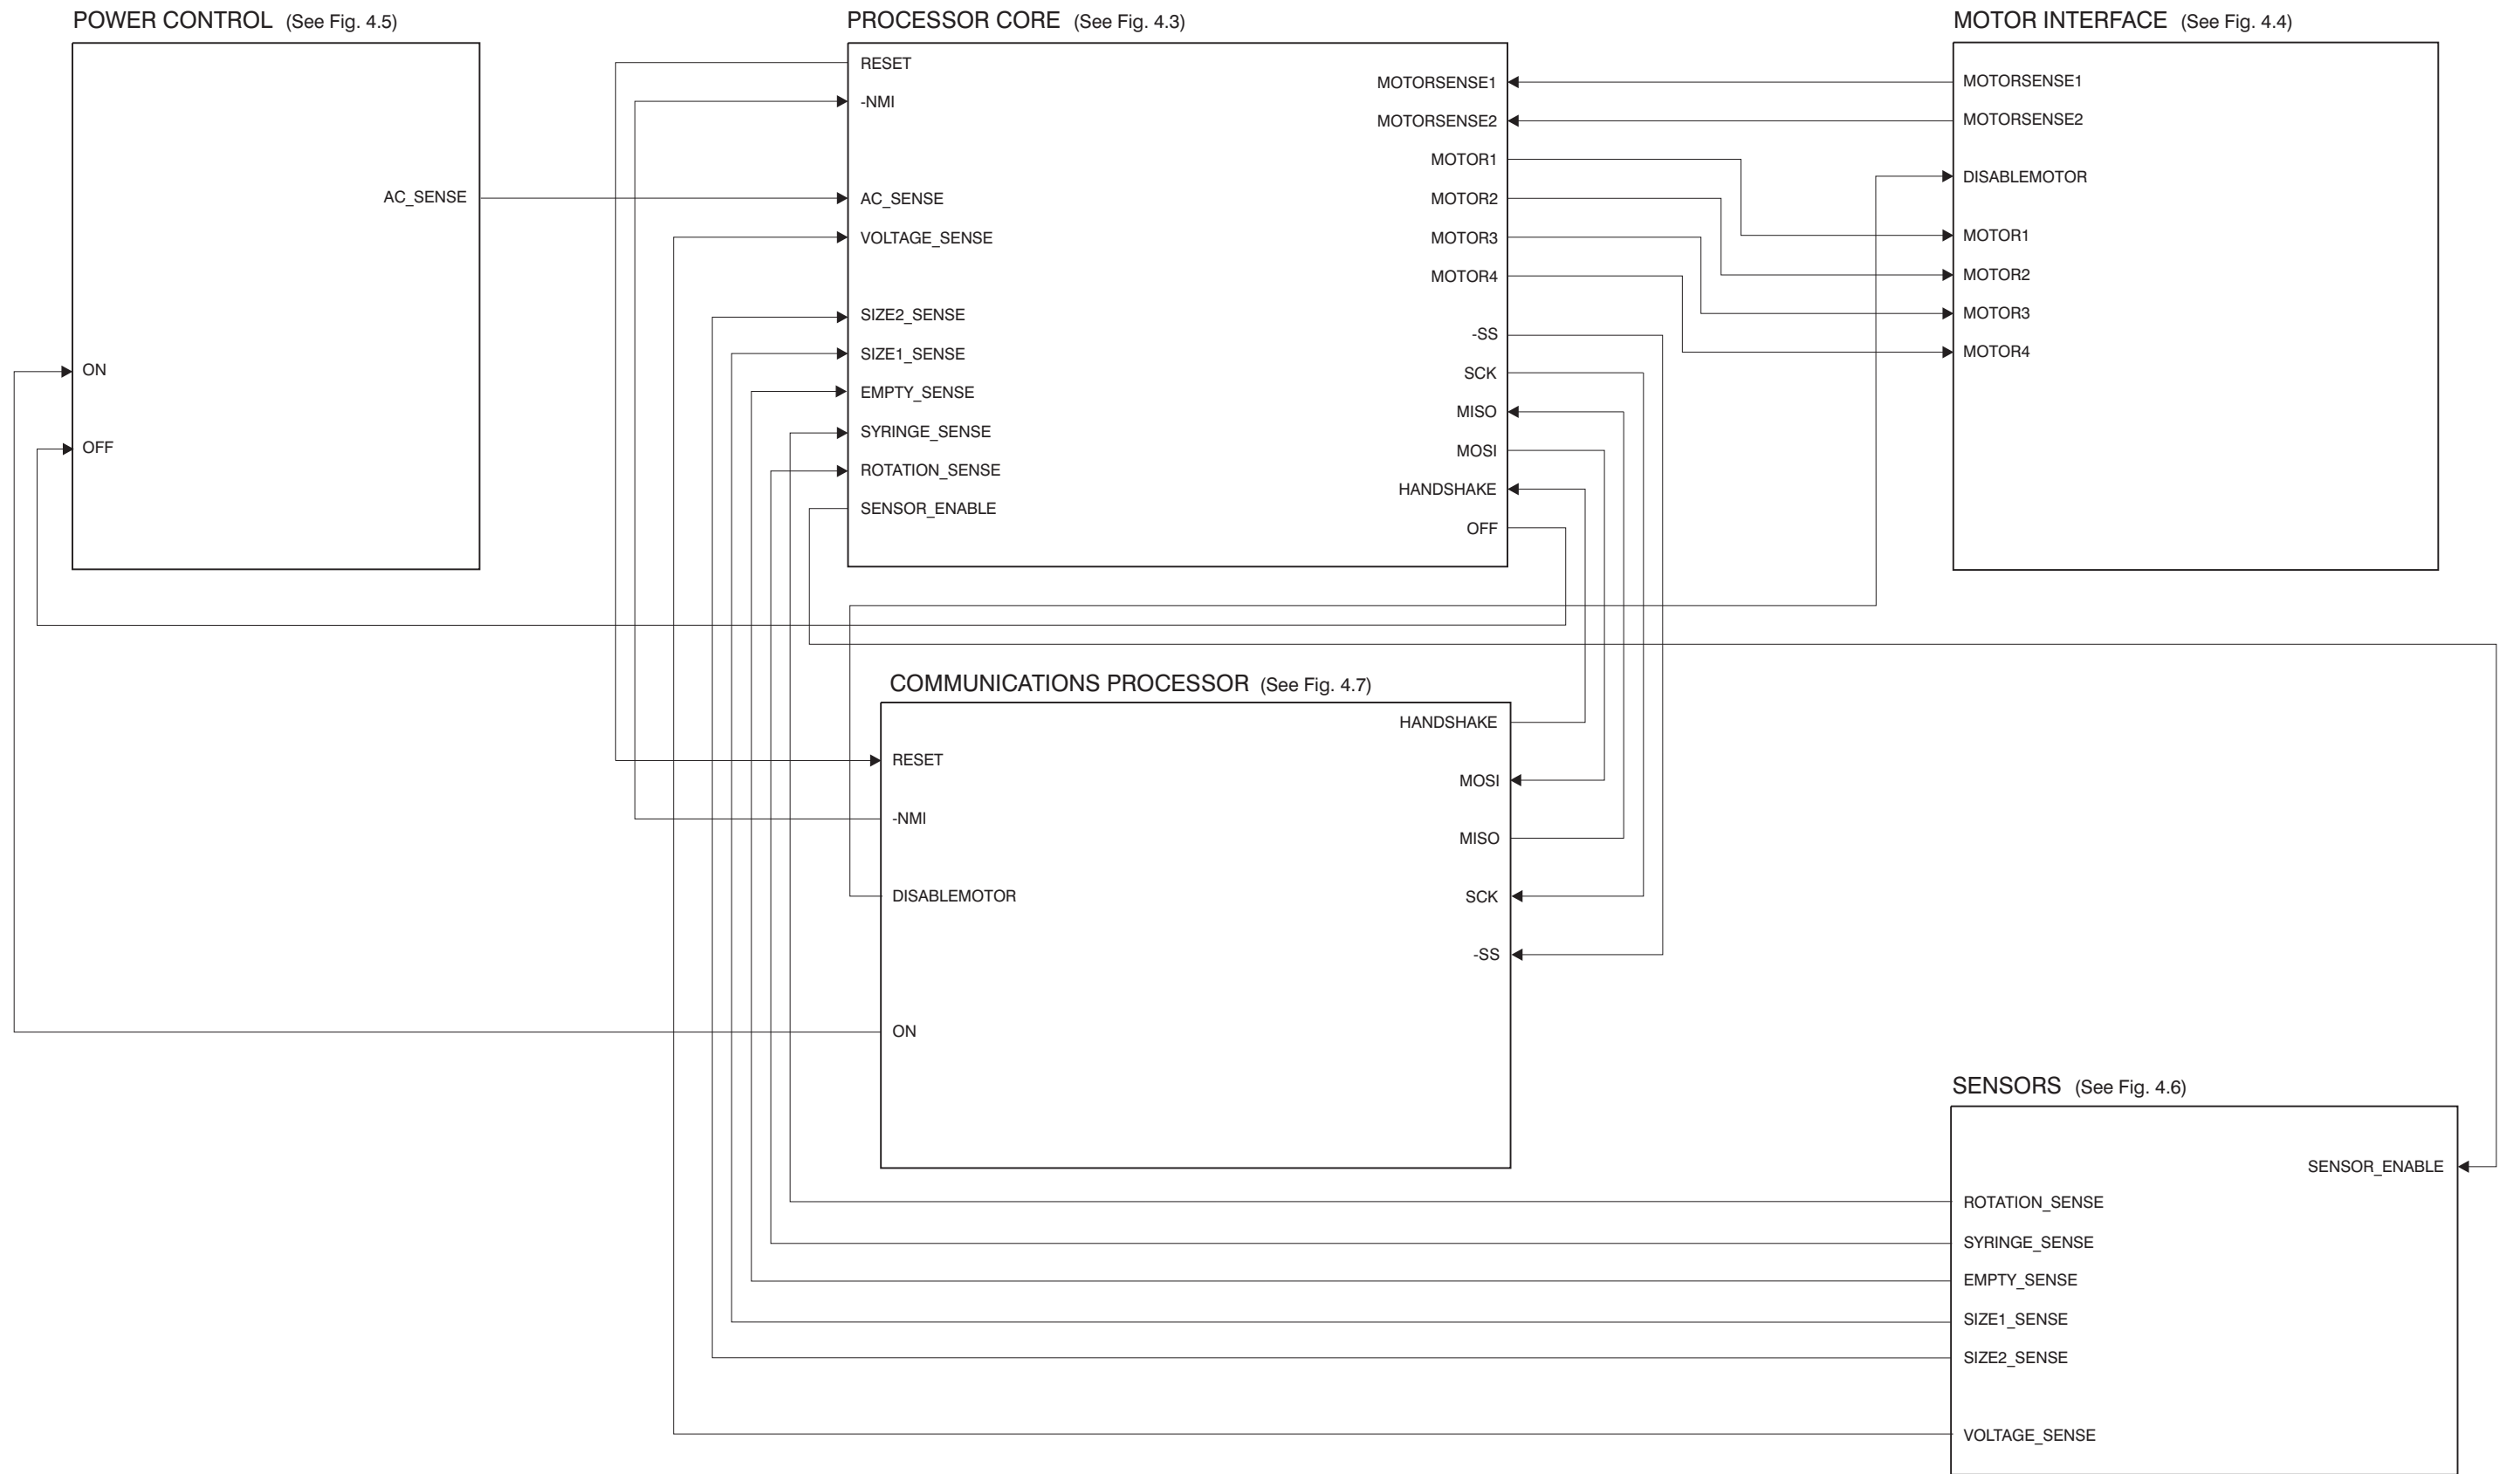 POWER CONTROL (See Fig. 4.5)
AC_SENSE
ON
OFF
PROCESSOR CORE (See Fig. 4.3)
RESET
-NMI
AC_SENSE
VOLTAGE_SENSE
SIZE2_SENSE
SIZE1_SENSE
EMPTY_SENSE
SYRINGE_SENSE
ROTATION_SENSE
SENSOR_ENABLE
MOTORSENSE1
MOTORSENSE2
MOTOR1
MOTOR2
MOTOR3
MOTOR4
-SS
SCK
MISO
MOSI
HANDSHAKE
OFF
MOTOR INTERFACE (See Fig. 4.4)
MOTORSENSE1
MOTORSENSE2
DISABLEMOTOR
MOTOR1
MOTOR2
MOTOR3
MOTOR4
COMMUNICATIONS PROCESSOR (See Fig. 4.7)
RESET
-NMI
DISABLEMOTOR
ON
HANDSHAKE
MOSI
MISO
SCK
-SS
SENSORS (See Fig. 4.6)
SENSOR_ENABLE
ROTATION_SENSE
SYRINGE_SENSE
EMPTY_SENSE
SIZE1_SENSE
SIZE2_SENSE
VOLTAGE_SENSE